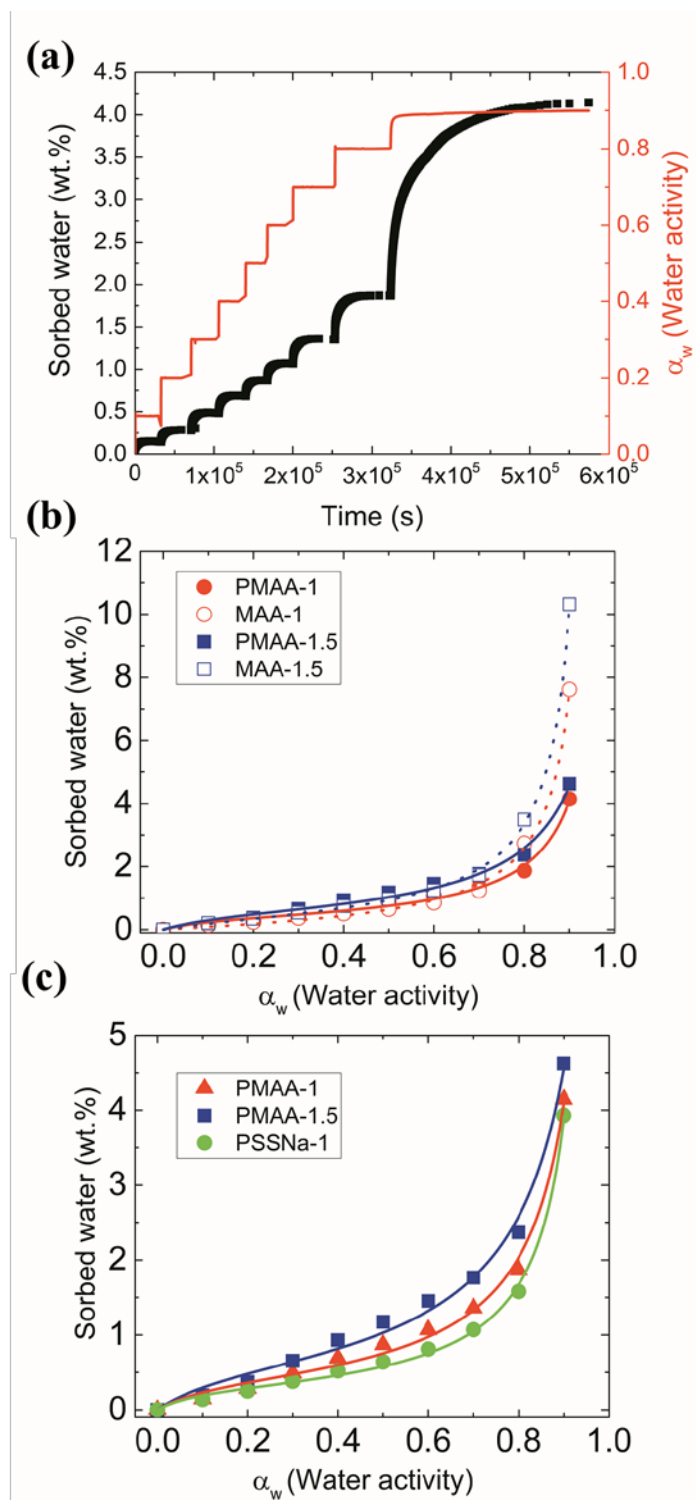 (a)
4.5
4.0
3.5
3.0
2.5
2.0
1.5
1.0
0.5
0.0
Sorbed water (wt.%)
1.0
0.8
0.6
0.4
0.2
0.0
α_w (Water activity)
0 1x10^5 2x10^5 3x10^5 4x10^5 5x10^5 6x10^5
Time (s)
(b)
12
10
8
6
4
2
0
Sorbed water (wt.%)
PMAA-1
MAA-1
PMAA-1.5
MAA-1.5
0.0 0.2 0.4 0.6 0.8 1.0
α_w (Water activity)
(c)
5
4
3
2
1
0
Sorbed water (wt.%)
PMAA-1
PMAA-1.5
PSSNa-1
0.0 0.2 0.4 0.6 0.8 1.0
α_w (Water activity)